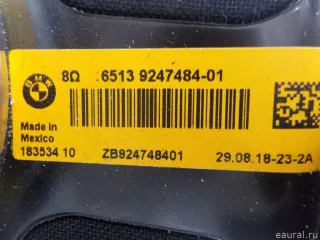 BMW
8Ω 6513 9247484-01
Made in
Mexico
183534 10 ZB924748401 29.08.18-23-2A
eaural.ru